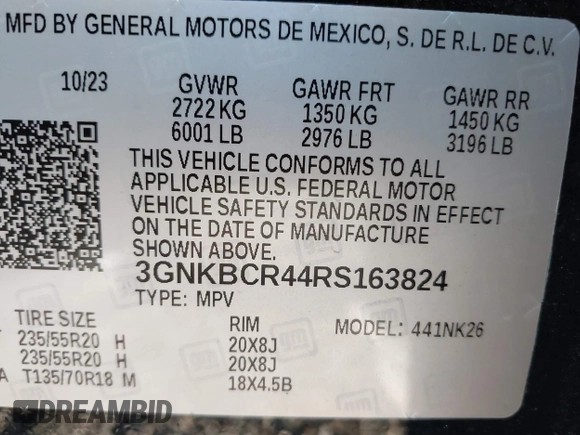 MFD BY GENERAL MOTORS DE MEXICO, S. DE R.L. DE C.V.
10/23 GVWR GAWR FRT GAWR RR
2722 KG 1350 KG 1450 KG
6001 LB 2976 LB 3196 LB
THIS VEHICLE CONFORMS TO ALL
APPLICABLE U.S. FEDERAL MOTOR
VEHICLE SAFETY STANDARDS IN EFFECT
ON THE DATE OF MANUFACTURE
SHOWN ABOVE.
3GNKBCR44RS163824
TYPE: MPV
TIRE SIZE RIM MODEL: 441NK26
235/55R20 H 20X8J
235/55R20 H 20X8J
A T135/70R18 M 18X4.5B
DREAMBID